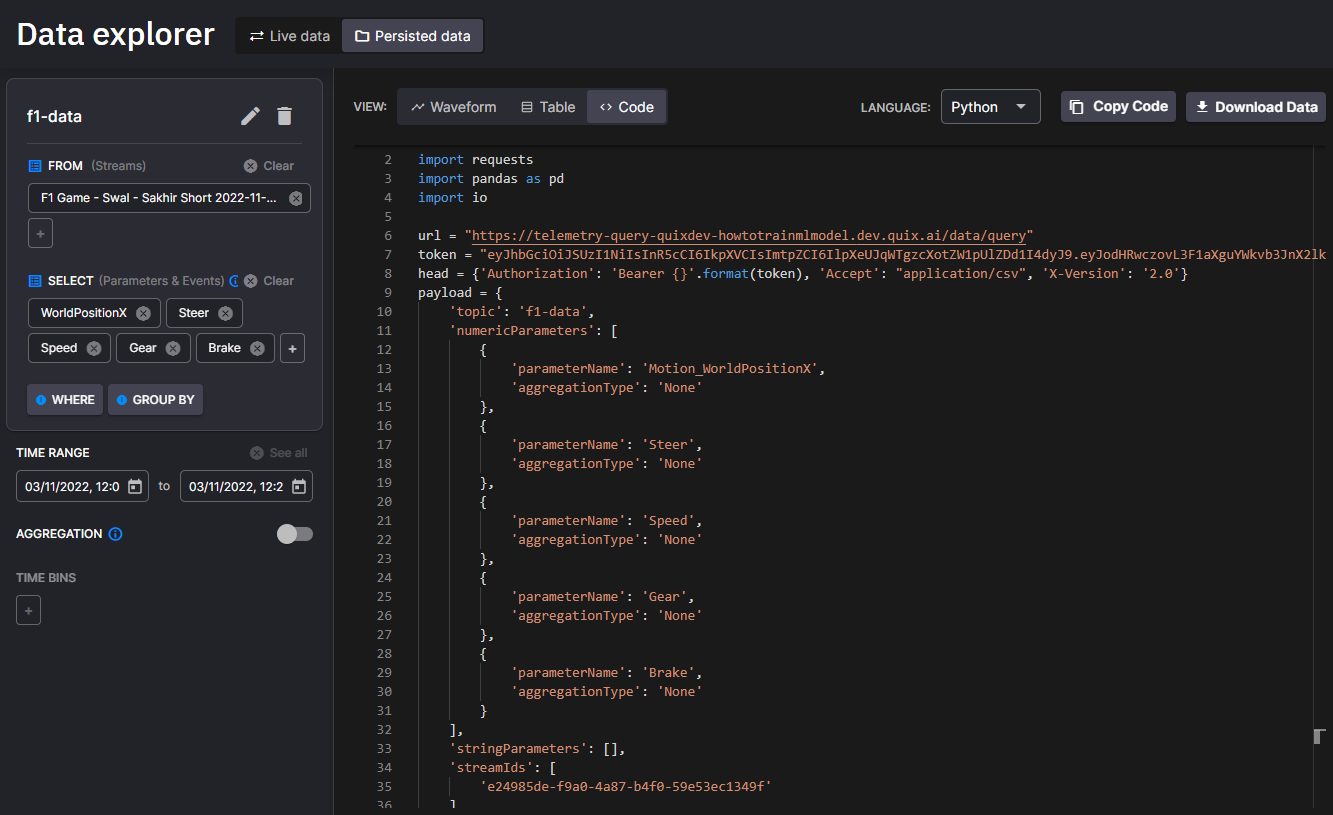 Data explorer
Live data
Persisted data
f1-data
FROM (Streams)
Clear
F1 Game - Swal - Sakhir Short 2022-11-...
+
SELECT (Parameters & Events)
Clear
WorldPositionX
Steer
Speed
Gear
Brake
+
WHERE
GROUP BY
TIME RANGE
See all
03/11/2022, 12:0
to
03/11/2022, 12:2
AGGREGATION
TIME BINS
+
VIEW:
Waveform
Table
Code
LANGUAGE:
Python
Copy Code
Download Data
2 import requests
3 import pandas as pd
4 import io
5
6 url = "https://telemetry-query-quixdev-howtotrainmlmodel.dev.quix.ai/data/query"
7 token = "eyJhbGciOiJSUzI1NiIsInR5cCI6IkpXVCIsImtpZCI6IlpXeUJqWTgzcXotZW1pUlZDd1I4dyJ9.eyJodHRwczovL3F1aXguYWkvb3JnX2lk
8 head = {'Authorization': 'Bearer {}'.format(token), 'Accept': "application/csv", 'X-Version': '2.0'}
9 payload = {
10 'topic': 'f1-data',
11 'numericParameters': [
12 {
13 'parameterName': 'Motion_WorldPositionX',
14 'aggregationType': 'None'
15 },
16 {
17 'parameterName': 'Steer',
18 'aggregationType': 'None'
19 },
20 {
21 'parameterName': 'Speed',
22 'aggregationType': 'None'
23 },
24 {
25 'parameterName': 'Gear',
26 'aggregationType': 'None'
27 },
28 {
29 'parameterName': 'Brake',
30 'aggregationType': 'None'
31 }
32 ],
33 'stringParameters': [],
34 'streamIds': [
35 'e24985de-f9a0-4a87-b4f0-59e53ec1349f'
36 ]